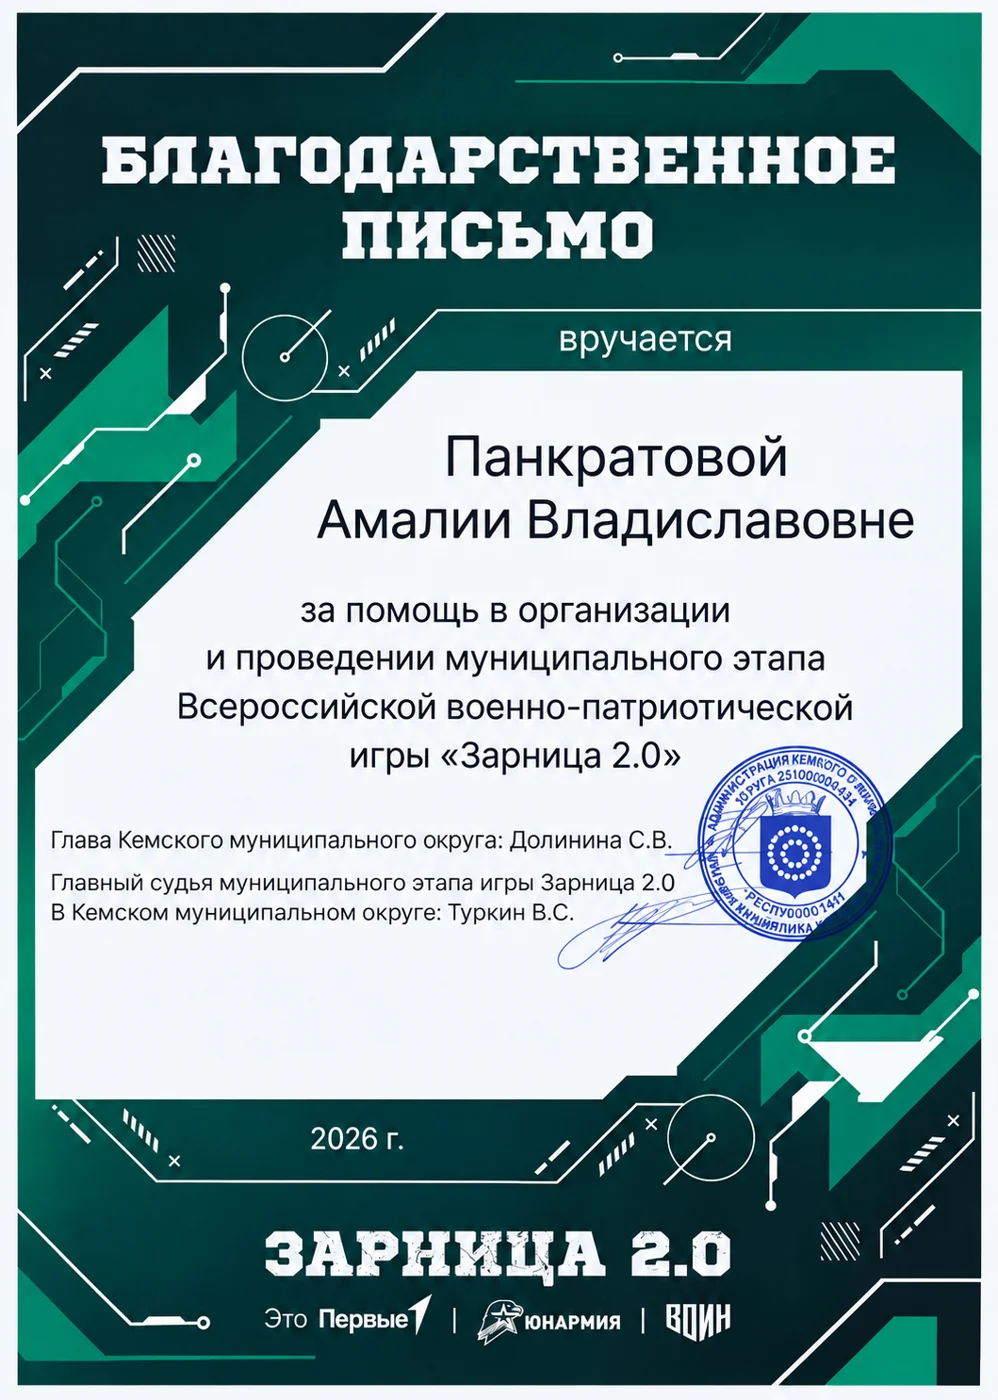 БЛАГОДАРСТВЕННОЕ
ПИСЬМО
вручается
Панкратовой
Амалии Владиславовне
за помощь в организации
и проведении муниципального этапа
Всероссийской военно-патриотической
игры «Зарница 2.0»
Глава Кемского муниципального округа: Долинина С.В.
Главный судья муниципального этапа игры Зарница 2.0
В Кемском муниципальном округе: Туркин В.С.
АДМИНИСТРАЦИЯ КЕМСКОГО
2026 г.
ЗАРНИЦА 2.0
Это Первые | ЮНАРМИЯ | ВОИН